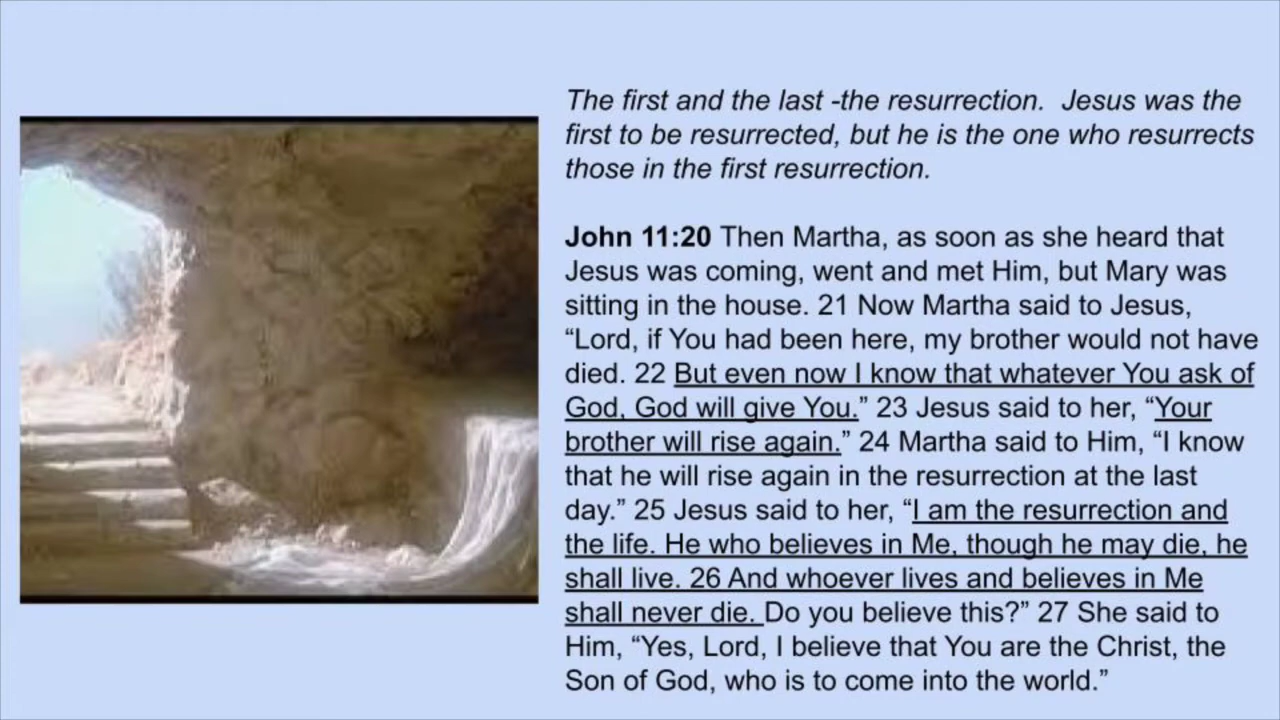 The first and the last -the resurrection.  Jesus was the
first to be resurrected, but he is the one who resurrects
those in the first resurrection.
John 11:20 Then Martha, as soon as she heard that
Jesus was coming, went and met Him, but Mary was
sitting in the house. 21 Now Martha said to Jesus,
“Lord, if You had been here, my brother would not have
died. 22 But even now I know that whatever You ask of
God, God will give You.” 23 Jesus said to her, “Your
brother will rise again.” 24 Martha said to Him, “I know
that he will rise again in the resurrection at the last
day.” 25 Jesus said to her, “I am the resurrection and
the life. He who believes in Me, though he may die, he
shall live. 26 And whoever lives and believes in Me
shall never die. Do you believe this?” 27 She said to
Him, “Yes, Lord, I believe that You are the Christ, the
Son of God, who is to come into the world.”